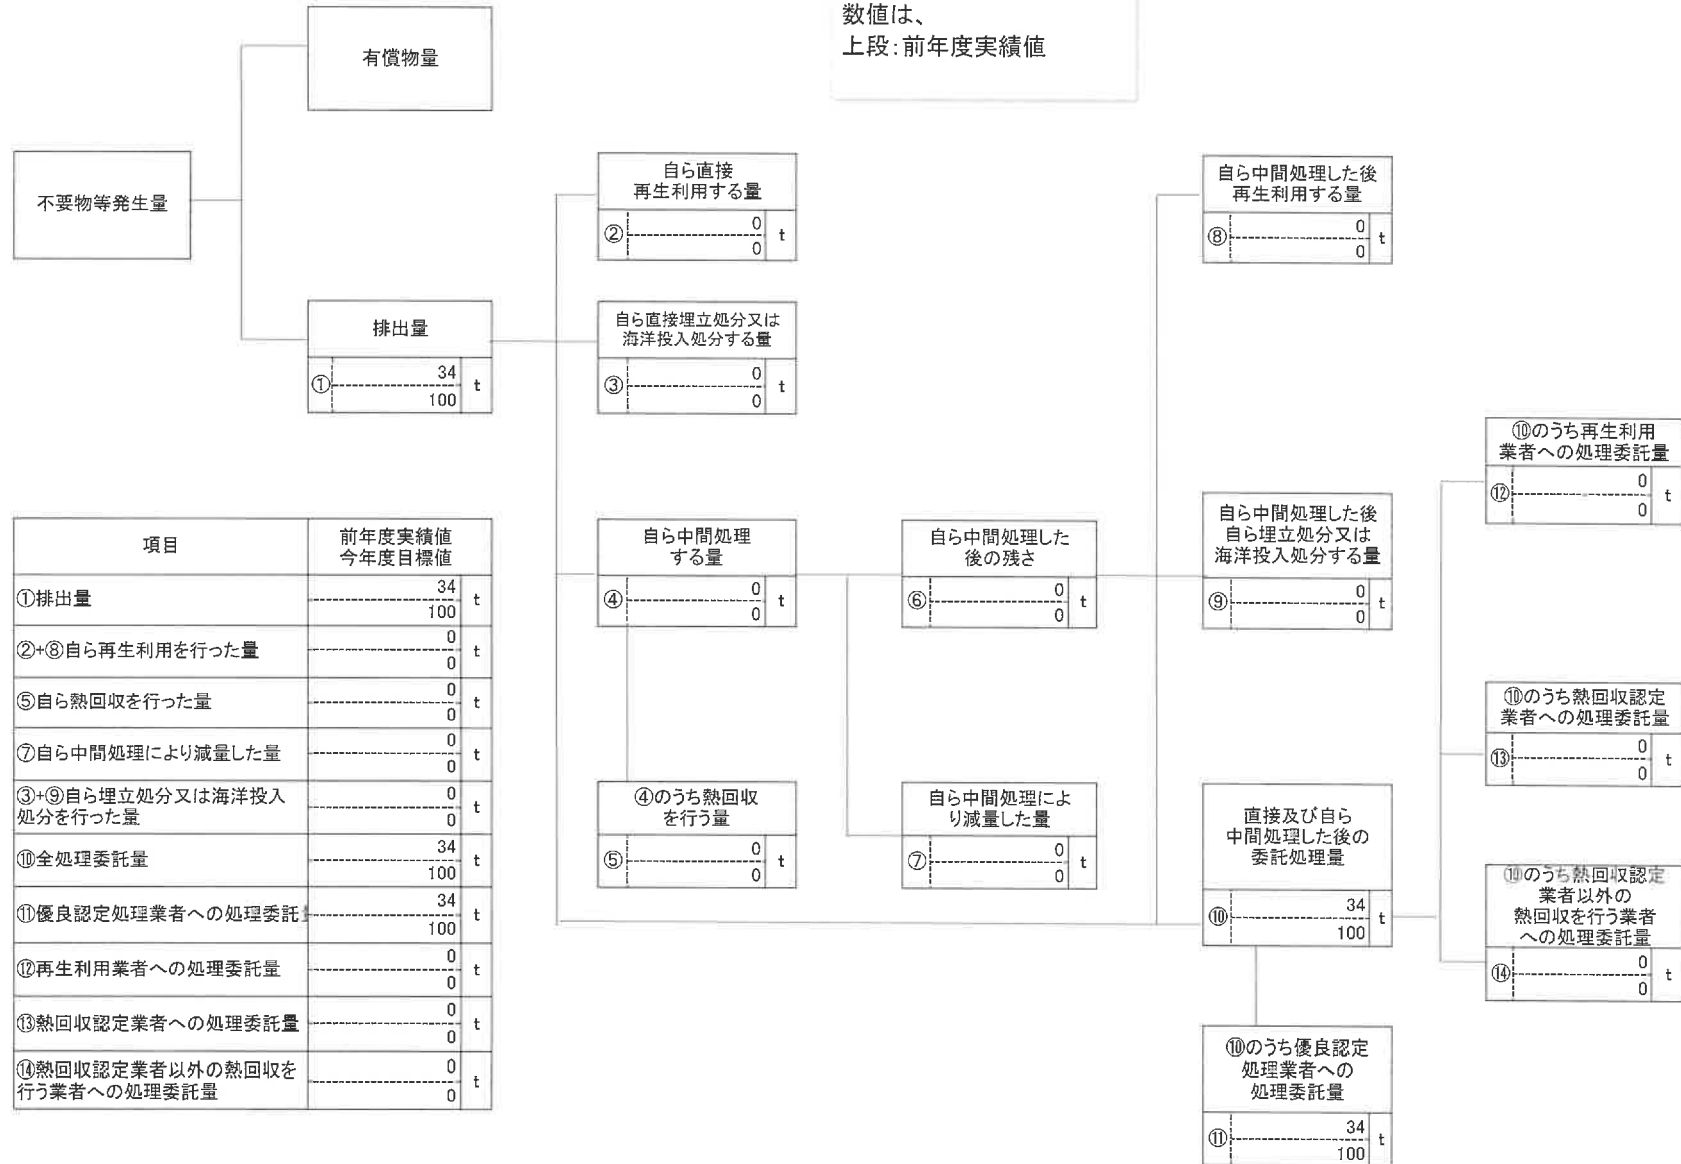 数値は、
上段:前年度実績値
有償物量
不要物等発生量
排出量
①
34
100
t
自ら直接
再生利用する量
②
0
0
t
自ら直接埋立処分又は
海洋投入処分する量
③
0
0
t
自ら中間処理
する量
④
0
0
t
④のうち熱回収
を行う量
⑤
0
0
t
自ら中間処理した
後の残さ
⑥
0
0
t
自ら中間処理によ
り減量した量
⑦
0
0
t
自ら中間処理した後
再生利用する量
⑧
0
0
t
自ら中間処理した後
自ら埋立処分又は
海洋投入処分する量
⑨
0
0
t
直接及び自ら
中間処理した後の
委託処理量
⑩
34
100
t
⑩のうち優良認定
処理業者への
処理委託量
⑪
34
100
t
⑩のうち再生利用
業者への処理委託量
⑫
0
0
t
⑩のうち熱回収認定
業者への処理委託量
⑬
0
0
t
⑩のうち熱回収認定
業者以外の
熱回収を行う業者
への処理委託量
⑭
0
0
t
項目
前年度実績値
今年度目標値
①排出量
34
100
t
②+⑧自ら再生利用を行った量
0
0
t
⑤自ら熱回収を行った量
0
0
t
⑦自ら中間処理により減量した量
0
0
t
③+⑨自ら埋立処分又は海洋投入
処分を行った量
0
0
t
⑩全処理委託量
34
100
t
⑪優良認定処理業者への処理委託
34
100
t
⑫再生利用業者への処理委託量
0
0
t
⑬熱回収認定業者への処理委託量
0
0
t
⑭熱回収認定業者以外の熱回収を
行う業者への処理委託量
0
0
t